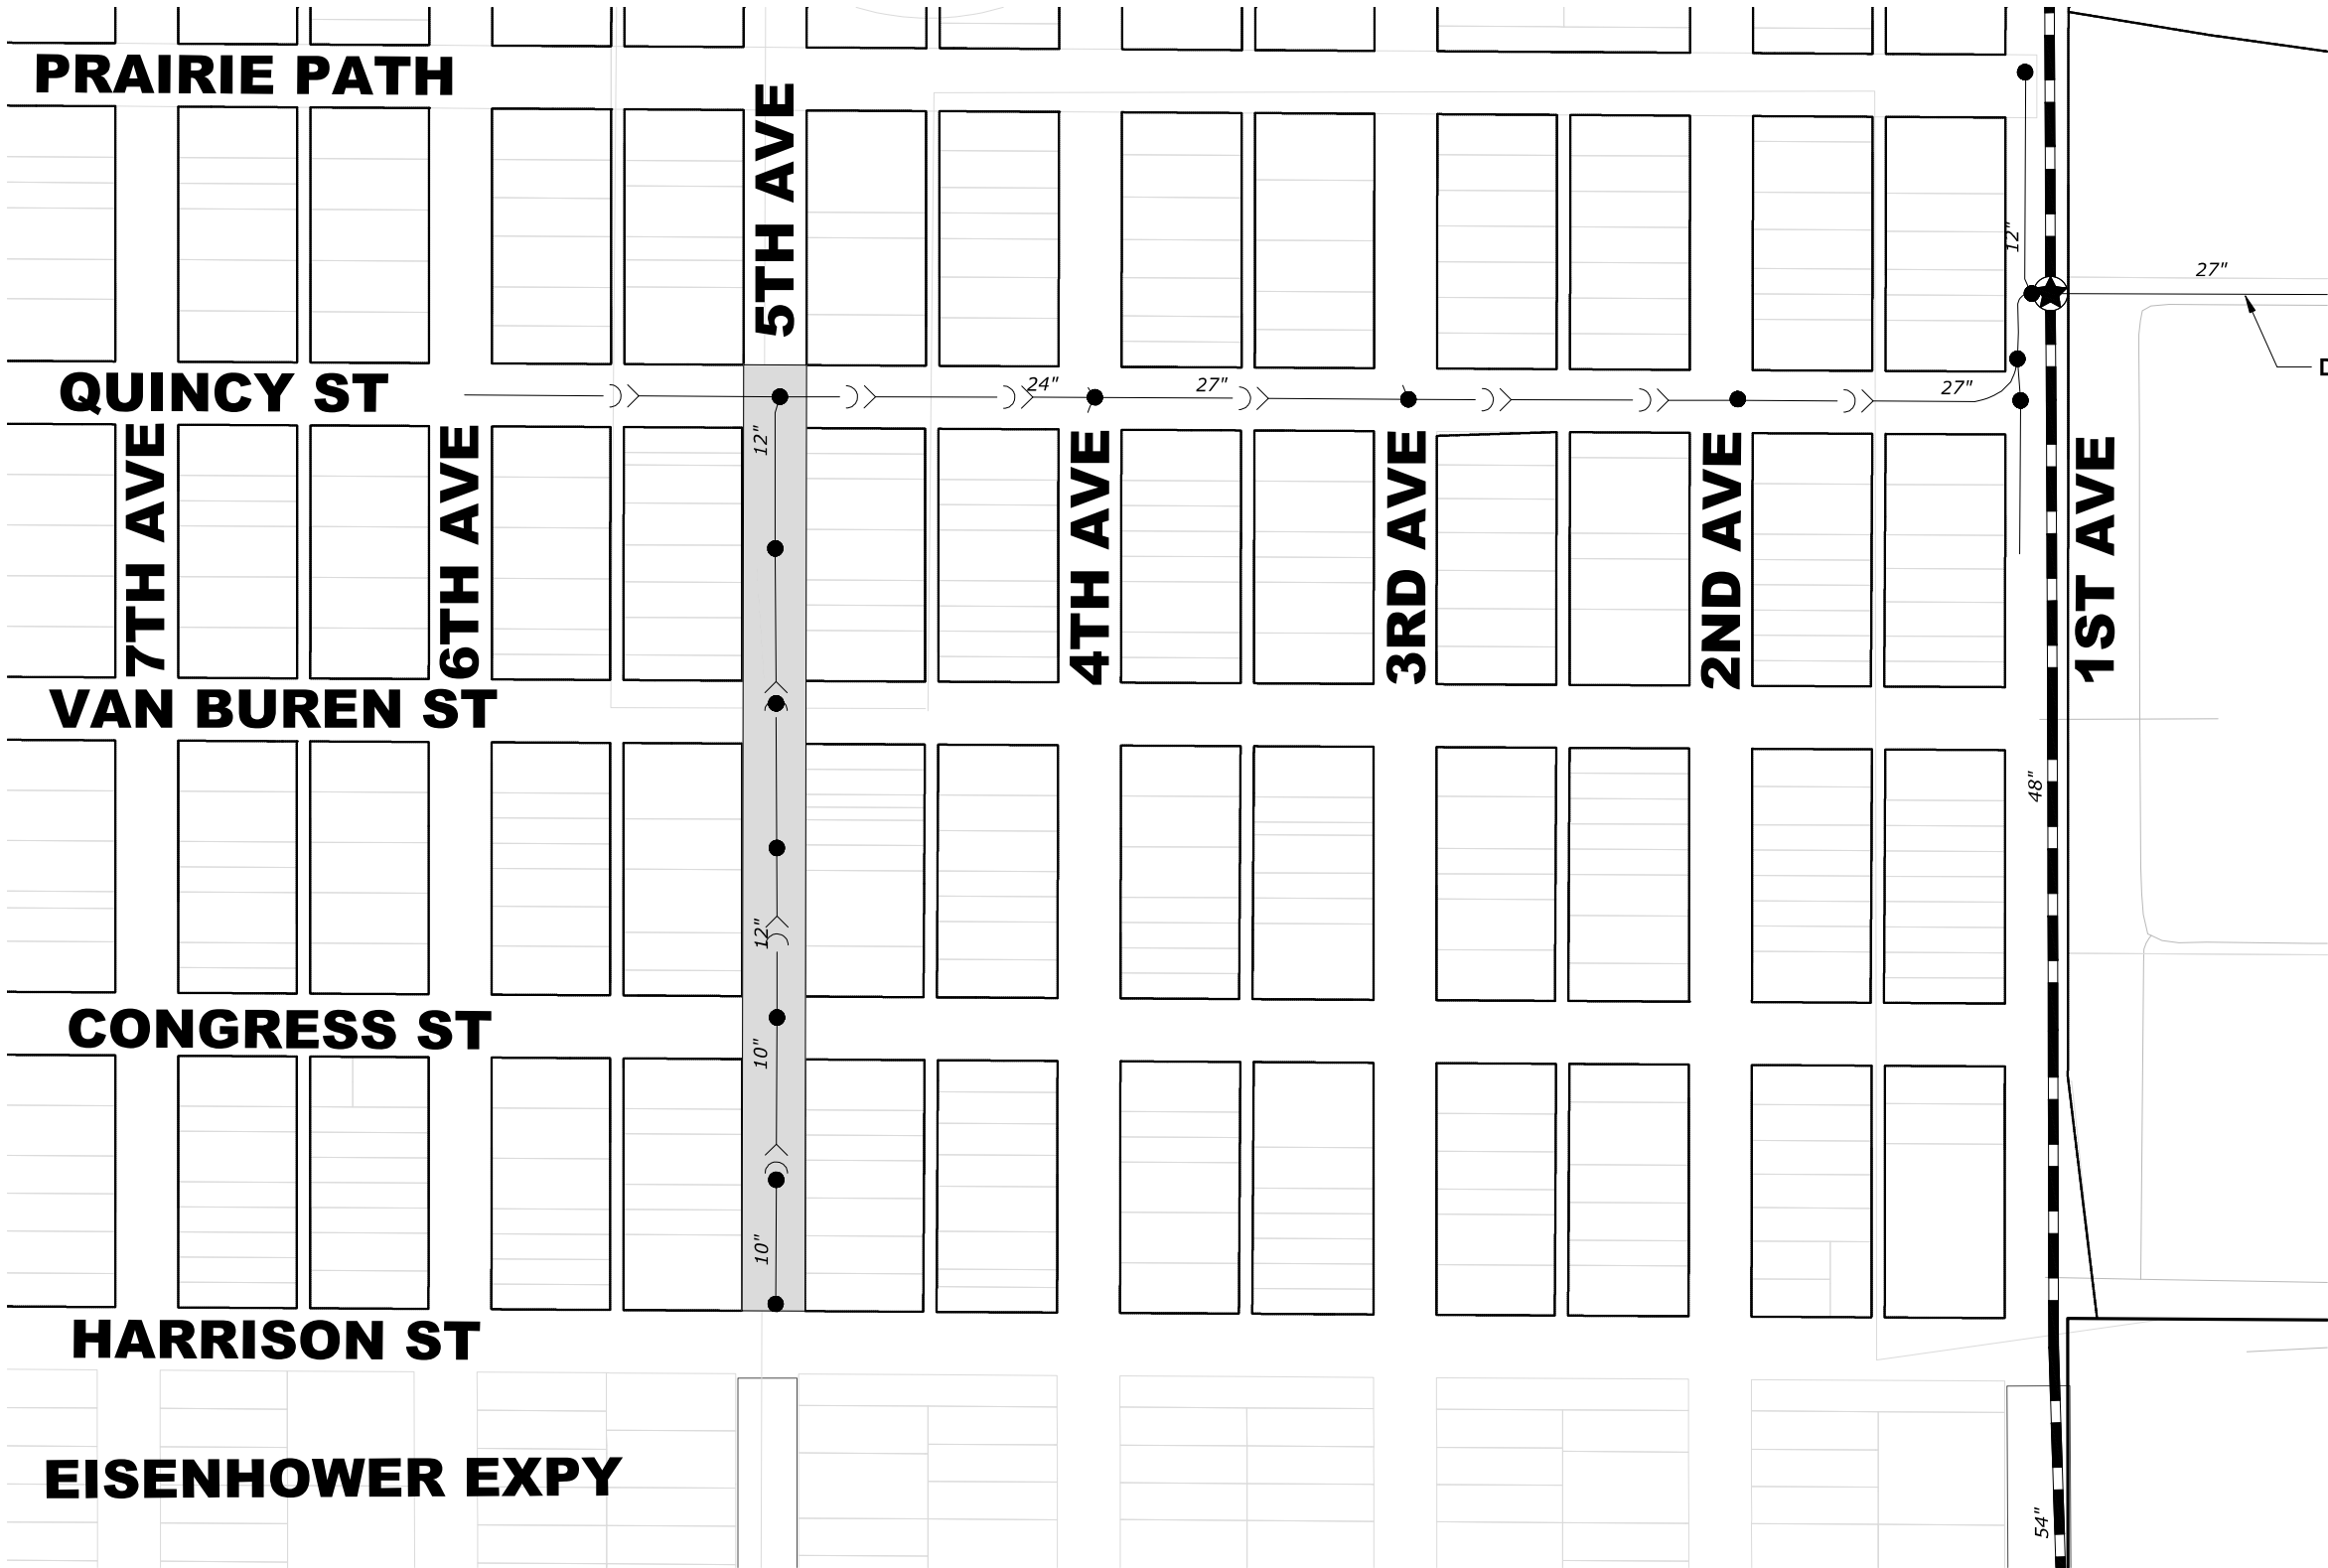 PRAIRIE PATH
5TH AVE
12"
27"
QUINCY ST
24"
27"
27"
D
12"
7TH AVE
6TH AVE
4TH AVE
3RD AVE
2ND AVE
1ST AVE
VAN BUREN ST
48"
12"
CONGRESS ST
10"
10"
HARRISON ST
EISENHOWER EXPY
54"